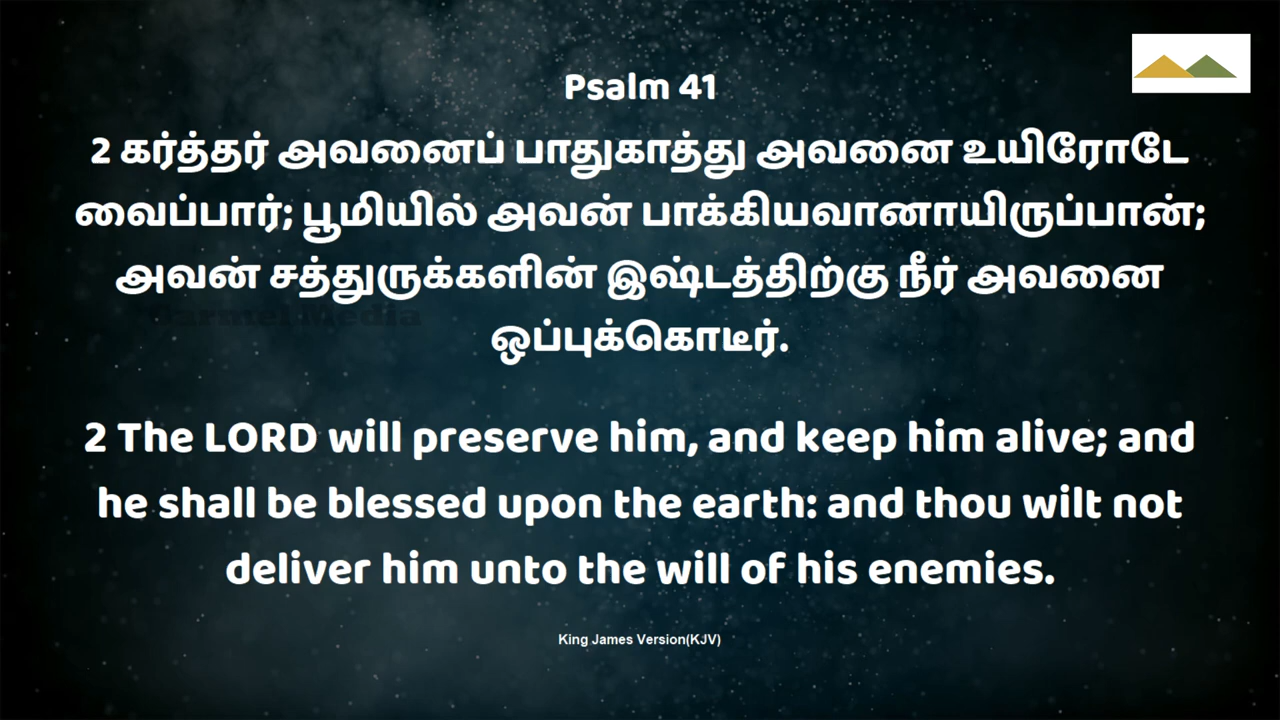 Psalm 41
2 கர்த்தர் அவனைப் பாதுகாத்து அவனை உயிரோடே
வைப்பார்; பூமியில் அவன் பாக்கியவானாயிருப்பான்;
அவன் சத்துருக்களின் இஷ்டத்திற்கு நீர் அவனை
Carmel Media
ஒப்புக்கொடீர்.
2 The LORD will preserve him, and keep him alive; and
he shall be blessed upon the earth: and thou wilt not
deliver him unto the will of his enemies.
King James Version(KJV)